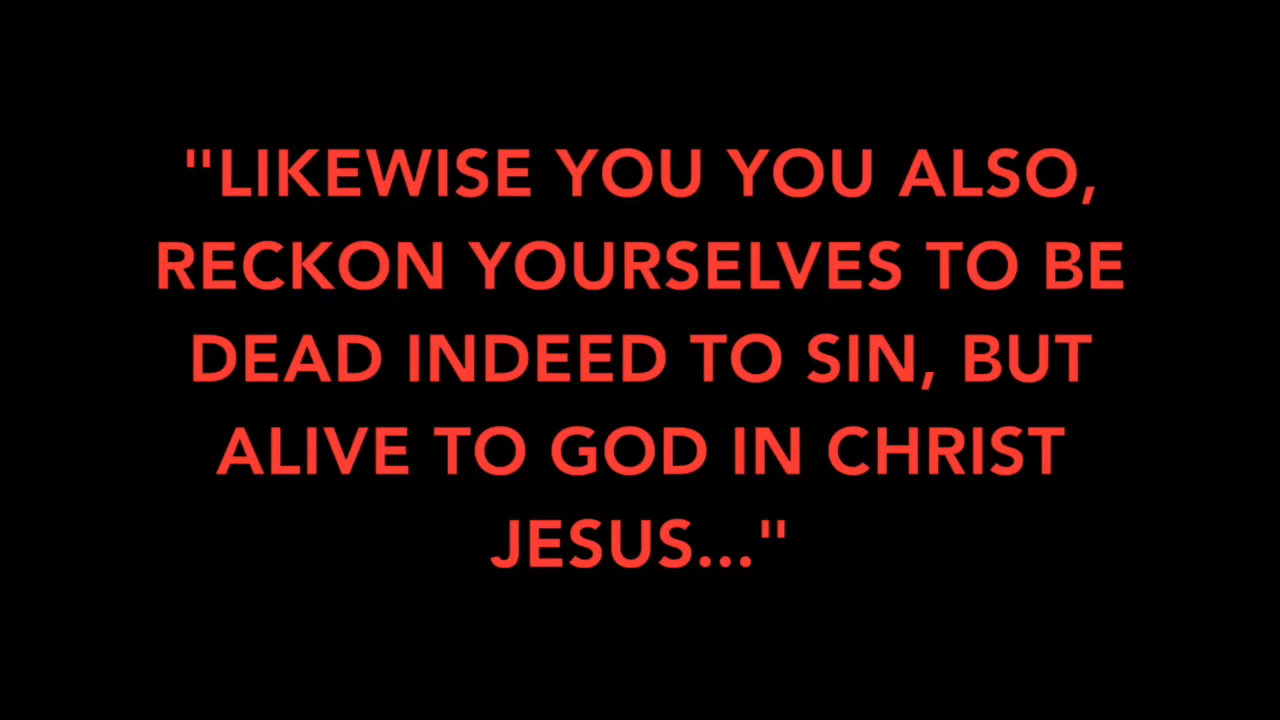 "LIKEWISE YOU YOU ALSO,
RECKON YOURSELVES TO BE
DEAD INDEED TO SIN, BUT
ALIVE TO GOD IN CHRIST
JESUS..."